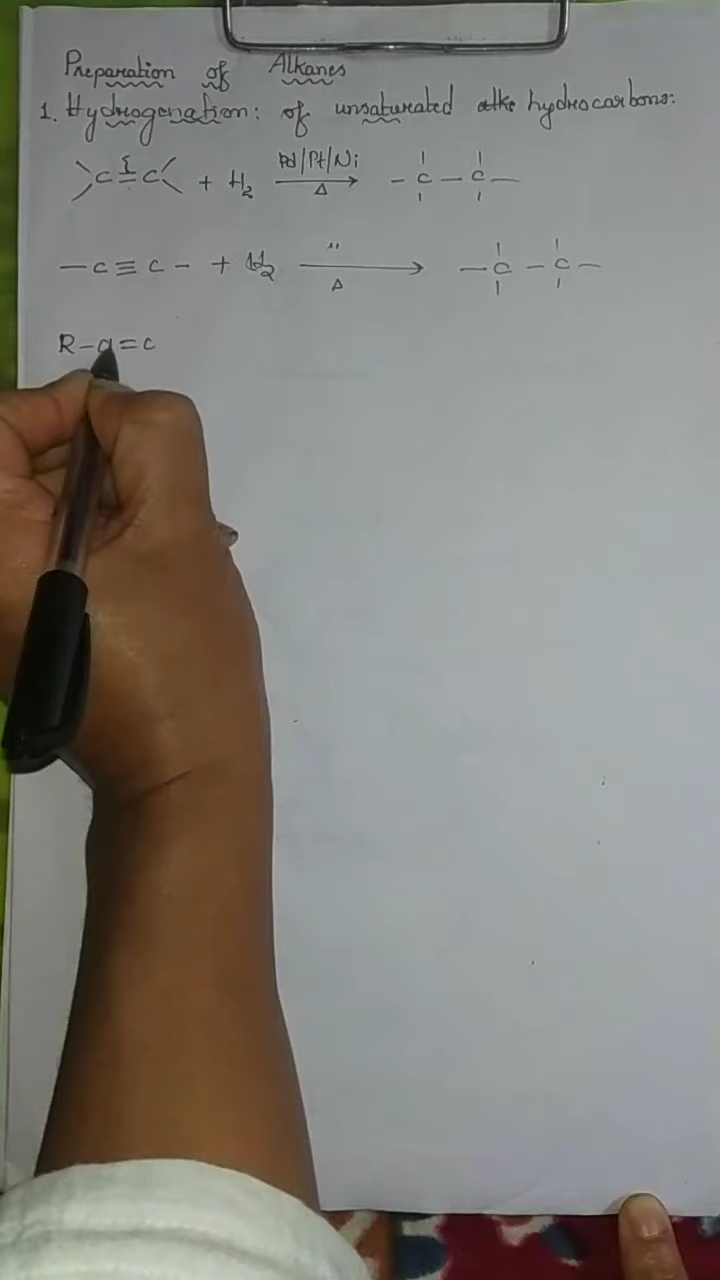 Preparation of Alkanes
1. Hydrogenation: of unsaturated hydrocarbons:
>C=C< + H₂ Pd/Pt/Ni → Δ -C-C-
-C≡C- + H₂ " → Δ -C-C-
R-C=C